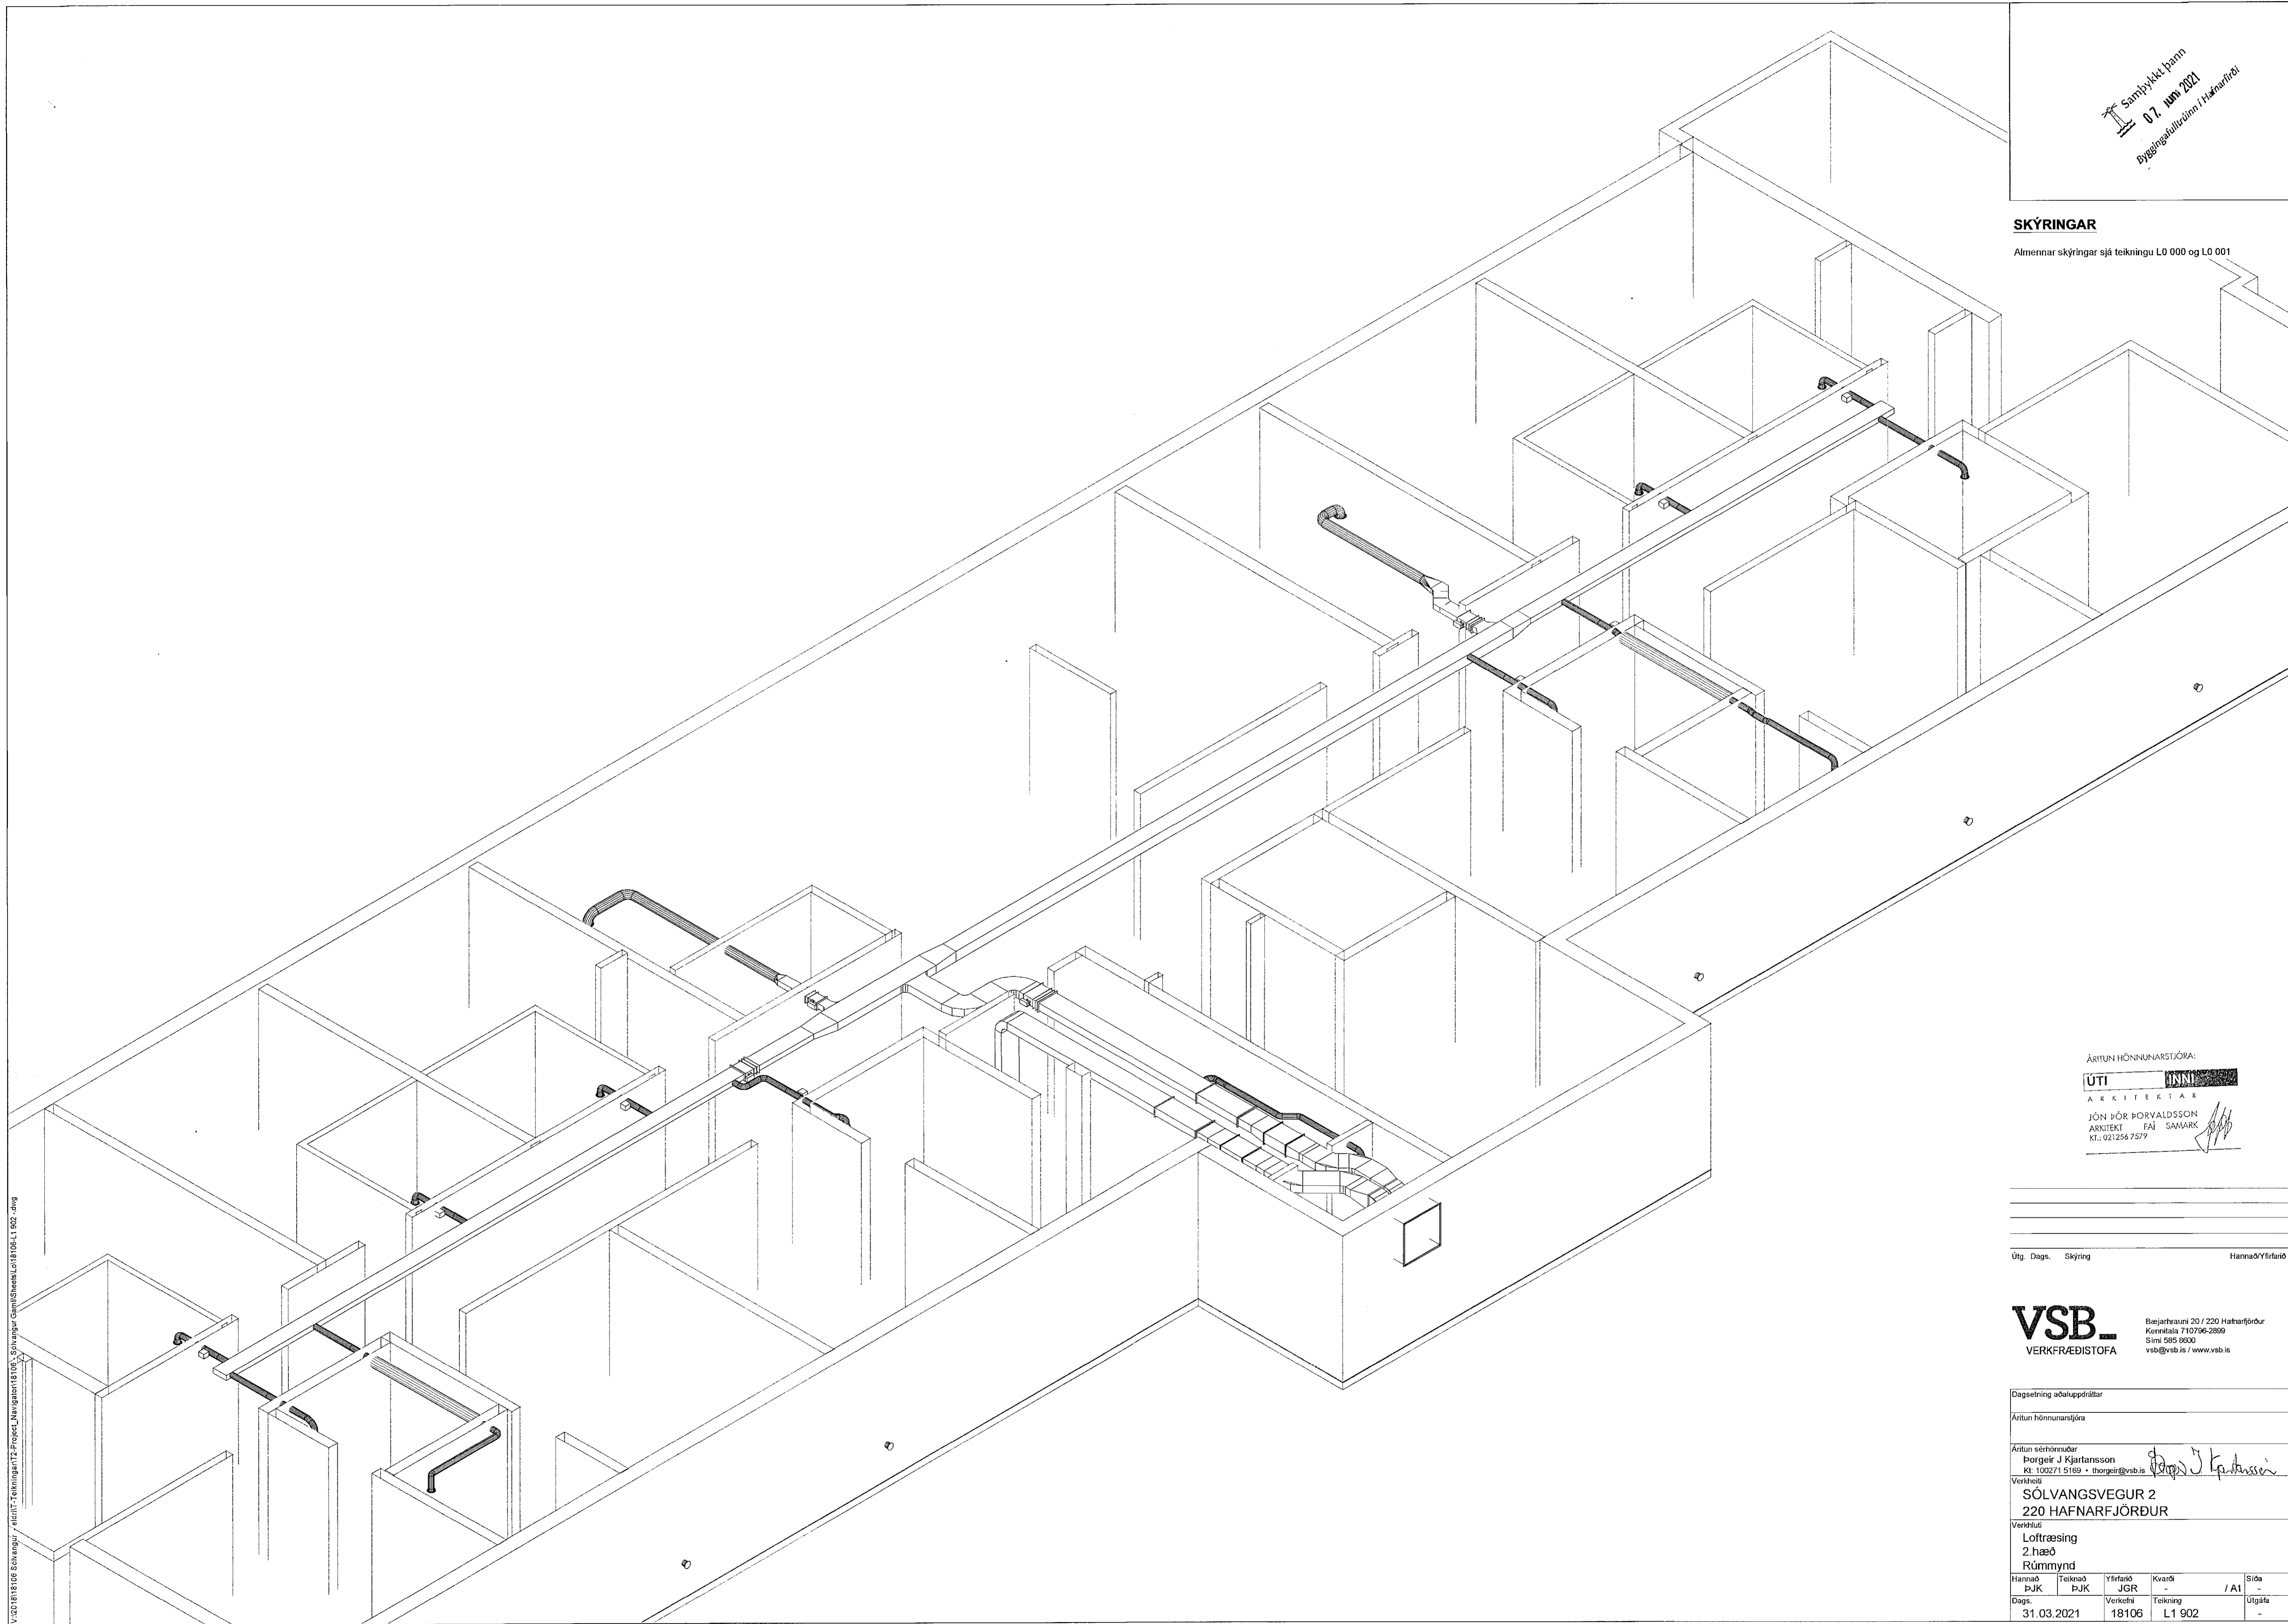 Samþykkt þann
07. júní 2021
Byggingafulltrúinn í Hafnarfirði
SKÝRINGAR
Almennar skýringar sjá teikningu L0 000 og L0 001
ÁRITUN HÖNNUNARSTJÓRA:
ÚTI INNI
ARKITEKTAR
JÓN ÞÓR ÞORVALDSSON
ARKITEKT FAÍ SAMARK
KT.: 021256 7579
Útg. Dags. Skýring Hannað/Yfirfarið
VSB_
VERKFRÆÐISTOFA
Bæjarhrauni 20 / 220 Hafnarfjörður
Kennitala 710796-2899
Sími 585 8600
vsb@vsb.is / www.vsb.is
Dagsetning aðaluppdráttar
Áritun hönnunarstjóra
Áritun sérhönnuðar
Þorgeir J Kjartansson
Kt: 100271 5169 • thorgeir@vsb.is
Þorgeir J Kjartansson
Verkheiti
SÓLVANGSVEGUR 2
220 HAFNARFJÖRÐUR
Verkhluti
Loftræsing
2.hæð
Rúmmynd
Hannað Teiknað Yfirfarið Kvarði Síða
ÞJK ÞJK JGR - / A1 -
Dags. Verkefni Teikning Útgáfa
31.03.2021 18106 L1 902 -